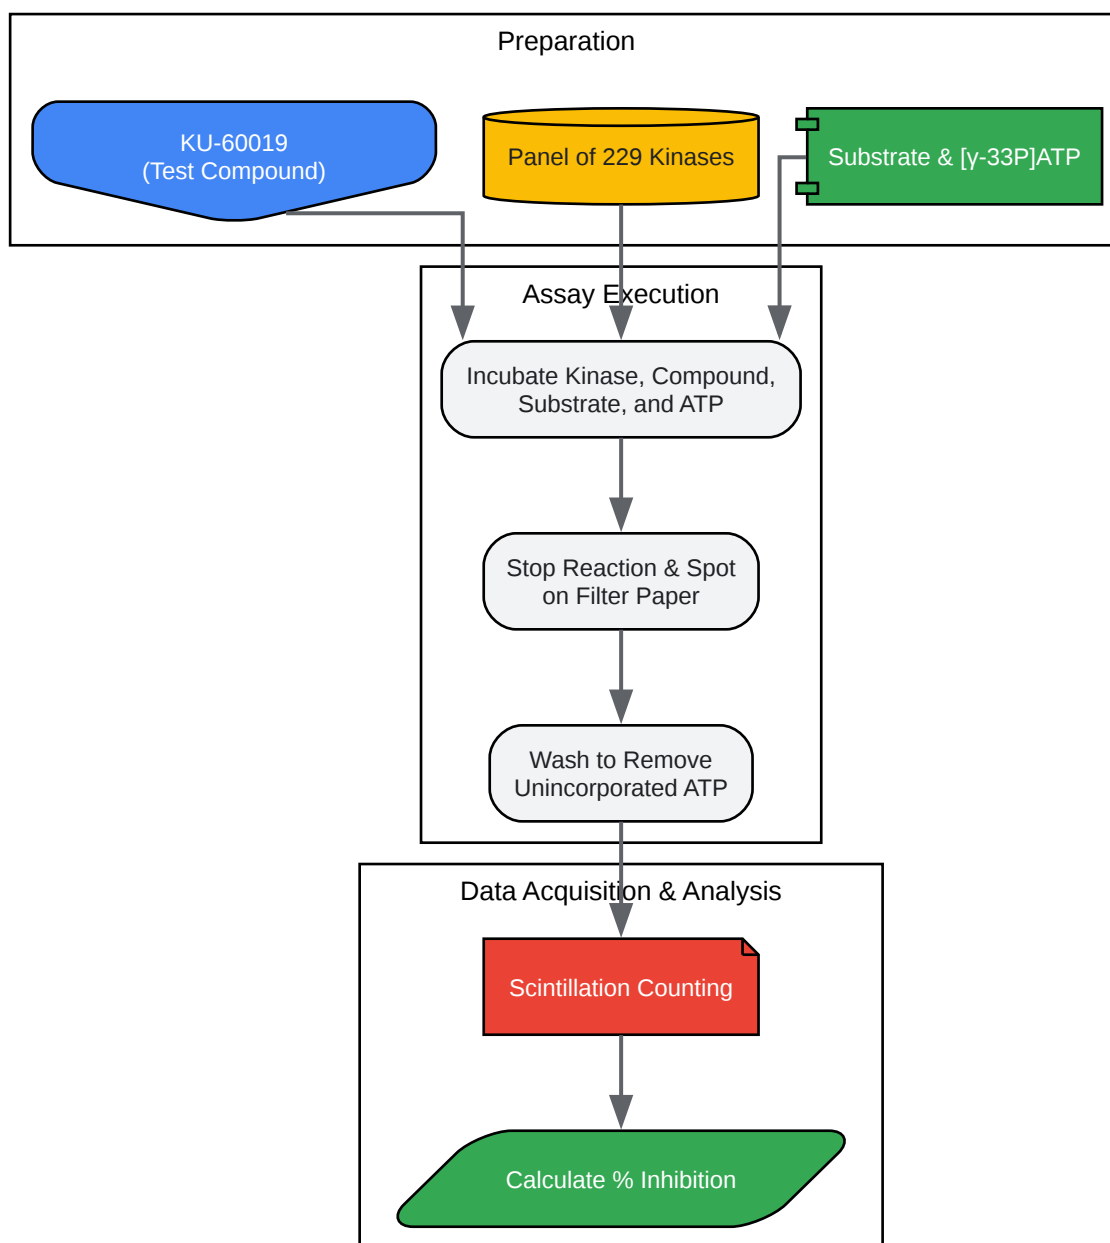 Preparation
KU-60019
(Test Compound)
Panel of 229 Kinases
Substrate & [γ-33P]ATP
Assay Execution
Incubate Kinase, Compound,
Substrate, and ATP
Stop Reaction & Spot
on Filter Paper
Wash to Remove
Unincorporated ATP
Data Acquisition & Analysis
Scintillation Counting
Calculate % Inhibition